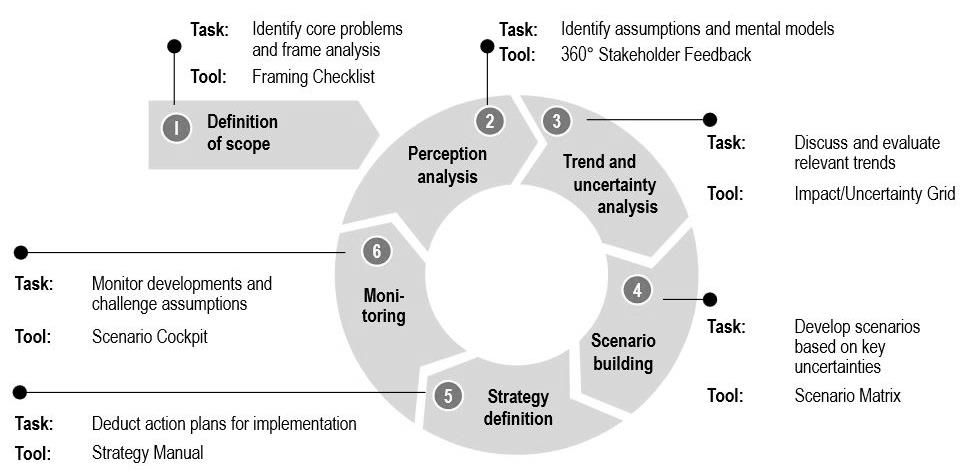 Task: Identify core problems
and frame analysis
Tool: Framing Checklist
1 Definition
of scope
Task: Identify assumptions and mental models
Tool: 360° Stakeholder Feedback
2
Perception
analysis
3
Trend and
uncertainty
analysis
Task: Discuss and evaluate
relevant trends
Tool: Impact/Uncertainty Grid
4
Scenario
building
Task: Develop scenarios
based on key
uncertainties
Tool: Scenario Matrix
5 Strategy
definition
Task: Deduct action plans for implementation
Tool: Strategy Manual
6
Moni-
toring
Task: Monitor developments and
challenge assumptions
Tool: Scenario Cockpit